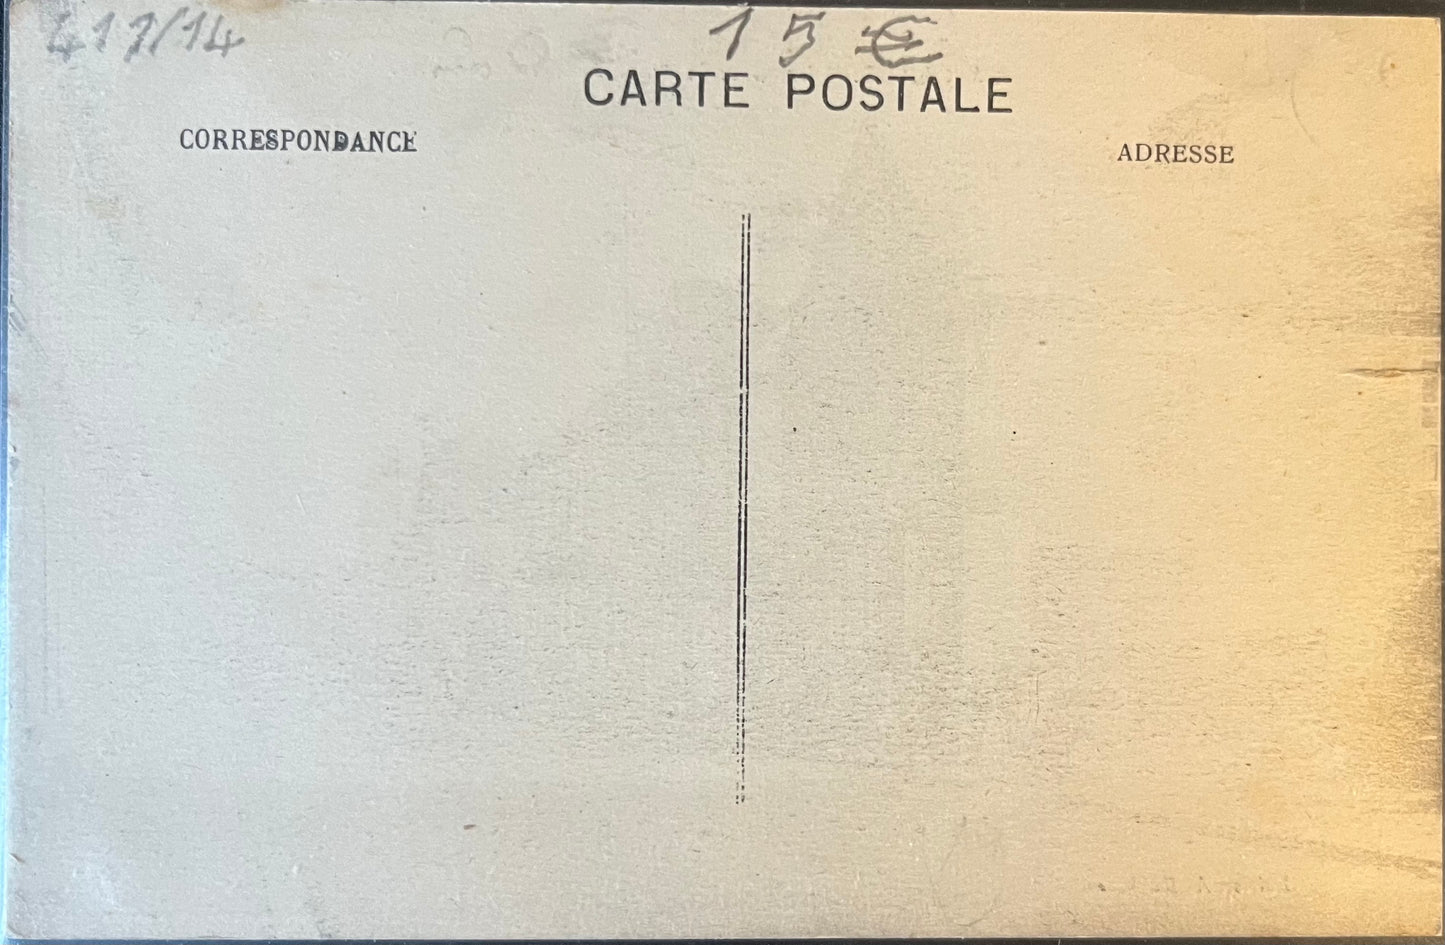 417/14
15 €
CARTE POSTALE
CORRESPONDANCE
ADRESSE